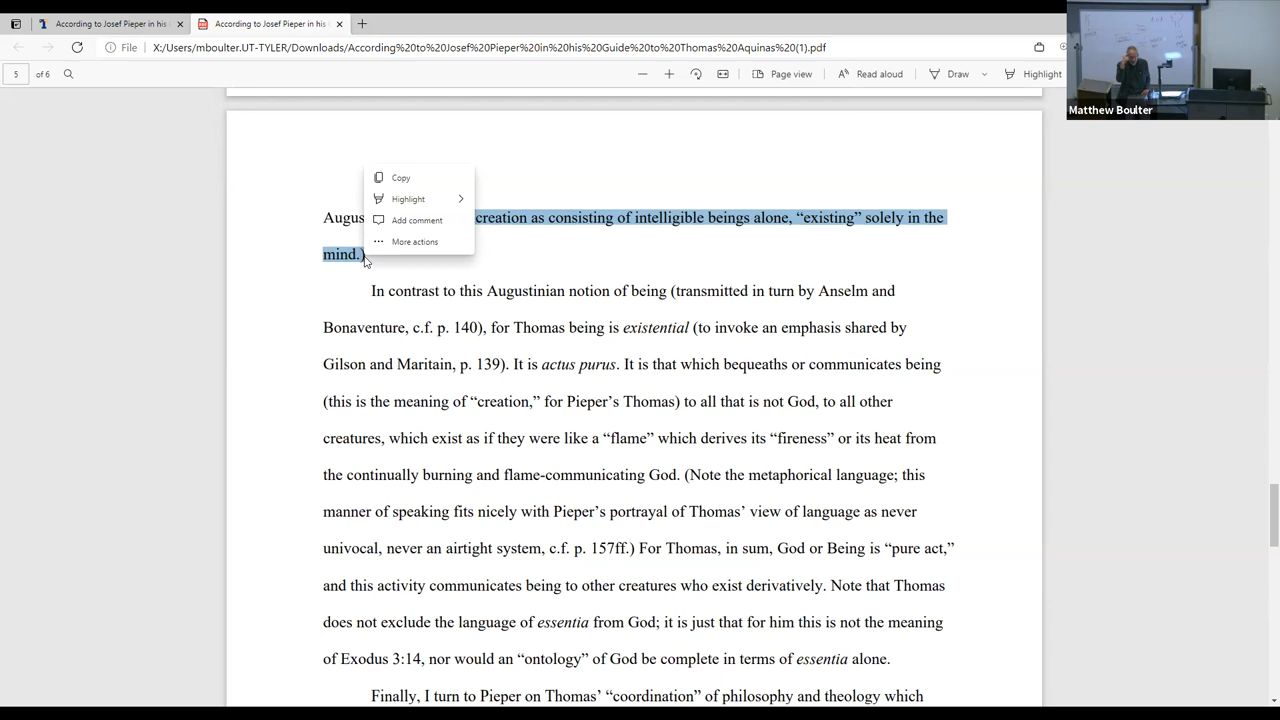 According to Josef Pieper in his
According to Josef Pieper in his
File
X:/Users/mboulter.UT-TYLER/Downloads/According%20to%20Josef%20Pieper%20in%20his%20Guide%20to%20Thomas%20Aquinas%20(1).pdf
5 of 6
Page view
Read aloud
Draw
Highlight
Matthew Boulter
Copy
Highlight
Add comment
More actions
Augus creation as consisting of intelligible beings alone, “existing” solely in the
mind.)
In contrast to this Augustinian notion of being (transmitted in turn by Anselm and
Bonaventure, c.f. p. 140), for Thomas being is existential (to invoke an emphasis shared by
Gilson and Maritain, p. 139). It is actus purus. It is that which bequeaths or communicates being
(this is the meaning of “creation,” for Pieper’s Thomas) to all that is not God, to all other
creatures, which exist as if they were like a “flame” which derives its “fireness” or its heat from
the continually burning and flame-communicating God. (Note the metaphorical language; this
manner of speaking fits nicely with Pieper’s portrayal of Thomas’ view of language as never
univocal, never an airtight system, c.f. p. 157ff.) For Thomas, in sum, God or Being is “pure act,”
and this activity communicates being to other creatures who exist derivatively. Note that Thomas
does not exclude the language of essentia from God; it is just that for him this is not the meaning
of Exodus 3:14, nor would an “ontology” of God be complete in terms of essentia alone.
Finally, I turn to Pieper on Thomas’ “coordination” of philosophy and theology which